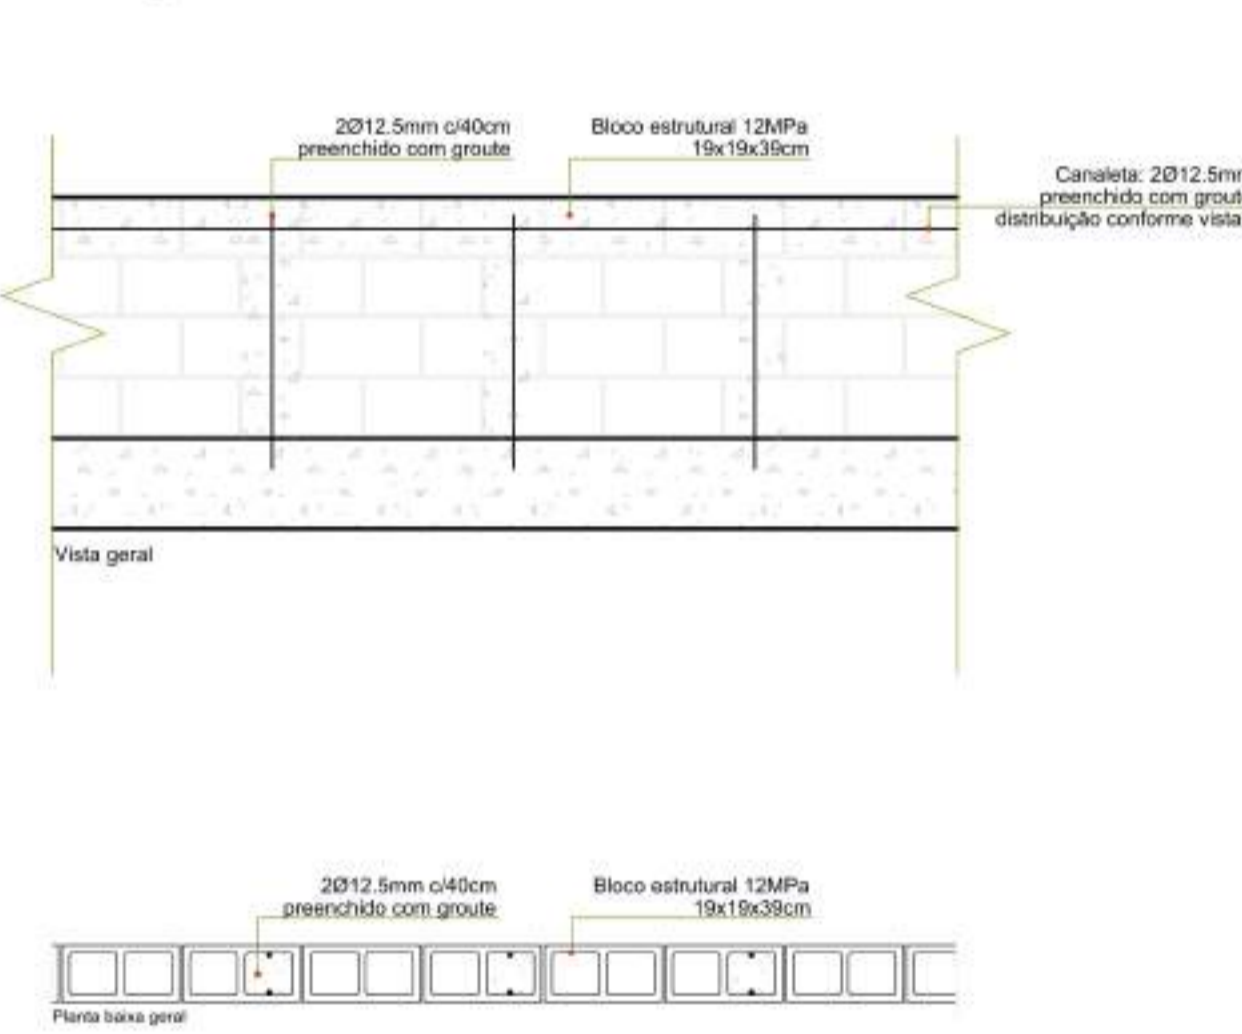 2Ø12.5mm c/40cm
preenchido com groute
Bloco estrutural 12MPa
19x19x39cm
Canaleta: 2Ø12.5mm
preenchido com grout
distribuição conforme vista
Vista geral
2Ø12.5mm c/40cm
preenchido com groute
Bloco estrutural 12MPa
19x19x39cm
Planta baixa geral